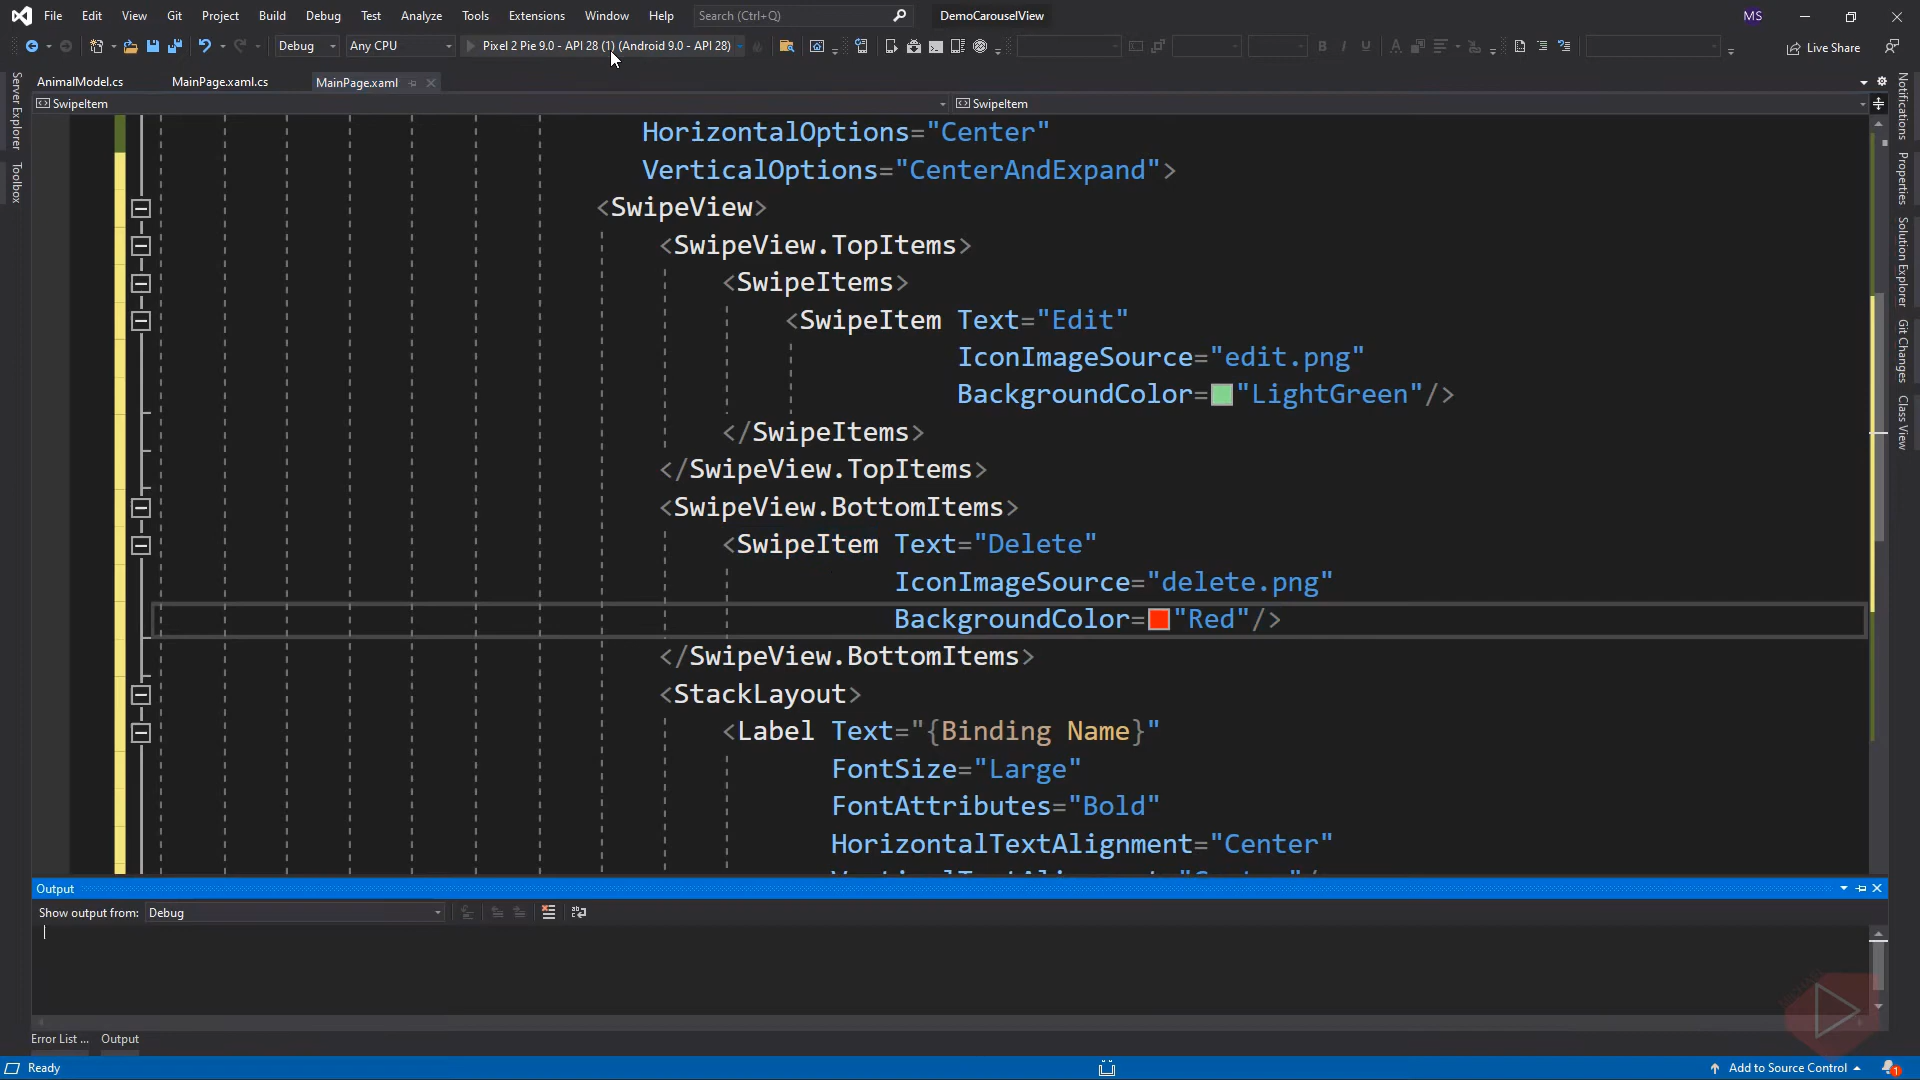 File Edit View Git Project Build Debug Test Analyze Tools Extensions Window Help Search (Ctrl+Q) DemoCarouselView MS
Debug Any CPU Pixel 2 Pie 9.0 - API 28 (1) (Android 9.0 - API 28) Live Share
AnimalModel.cs MainPage.xaml.cs MainPage.xaml
SwipeItem SwipeItem
Server Explorer
Toolbox
HorizontalOptions="Center"
VerticalOptions="CenterAndExpand">
<SwipeView>
<SwipeView.TopItems>
<SwipeItems>
<SwipeItem Text="Edit"
IconImageSource="edit.png"
BackgroundColor="LightGreen"/>
</SwipeItems>
</SwipeView.TopItems>
<SwipeView.BottomItems>
<SwipeItem Text="Delete"
IconImageSource="delete.png"
BackgroundColor="Red"/>
</SwipeView.BottomItems>
<StackLayout>
<Label Text="{Binding Name}"
FontSize="Large"
FontAttributes="Bold"
HorizontalTextAlignment="Center"
Notifications
Properties
Solution Explorer
Git Changes
Class View
Output
Show output from: Debug
Error List ... Output
Ready Add to Source Control 1